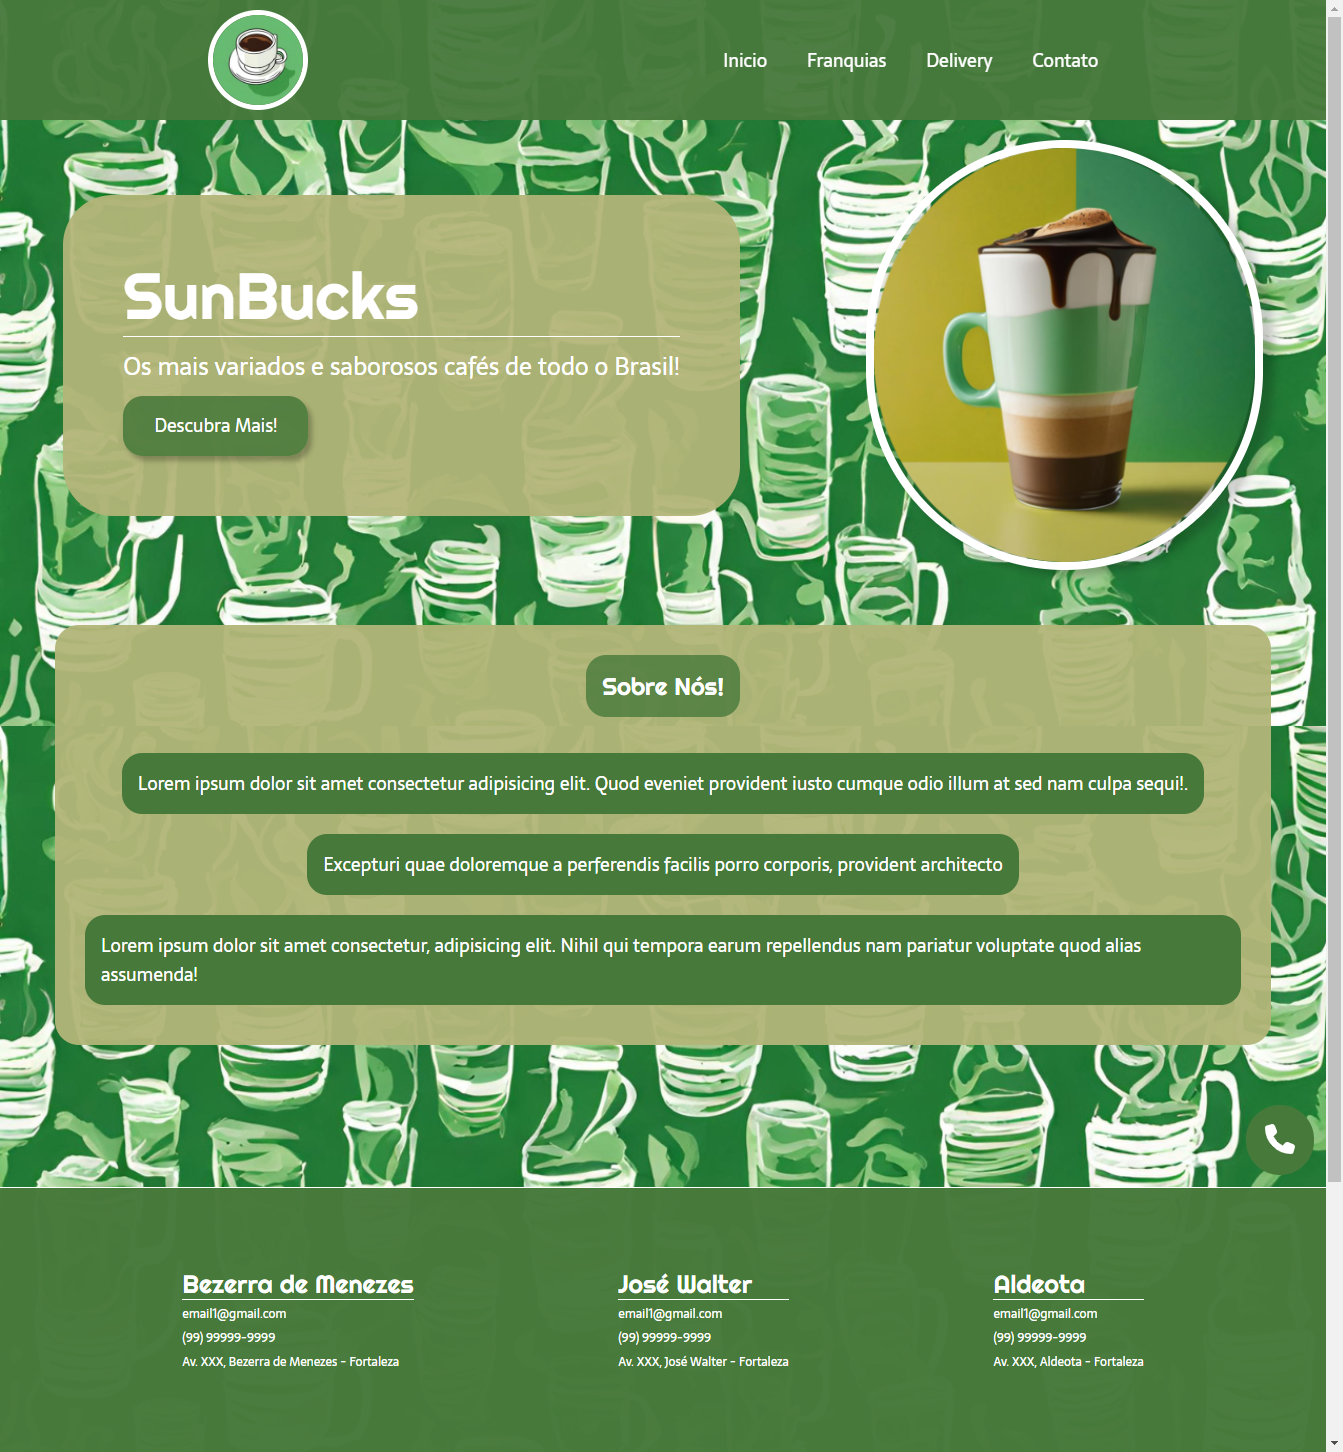 Inicio Franquias Delivery Contato
SunBucks
Os mais variados e saborosos cafés de todo o Brasil!
Descubra Mais!
Sobre Nós!
Lorem ipsum dolor sit amet consectetur adipisicing elit. Quod eveniet provident iusto cumque odio illum at sed nam culpa sequi!.
Excepturi quae doloremque a perferendis facilis porro corporis, provident architecto
Lorem ipsum dolor sit amet consectetur, adipisicing elit. Nihil qui tempora earum repellendus nam pariatur voluptate quod alias
assumenda!
Bezerra de Menezes
email1@gmail.com
(99) 99999-9999
Av. XXX, Bezerra de Menezes - Fortaleza
José Walter
email1@gmail.com
(99) 99999-9999
Av. XXX, José Walter - Fortaleza
Aldeota
email1@gmail.com
(99) 99999-9999
Av. XXX, Aldeota - Fortaleza